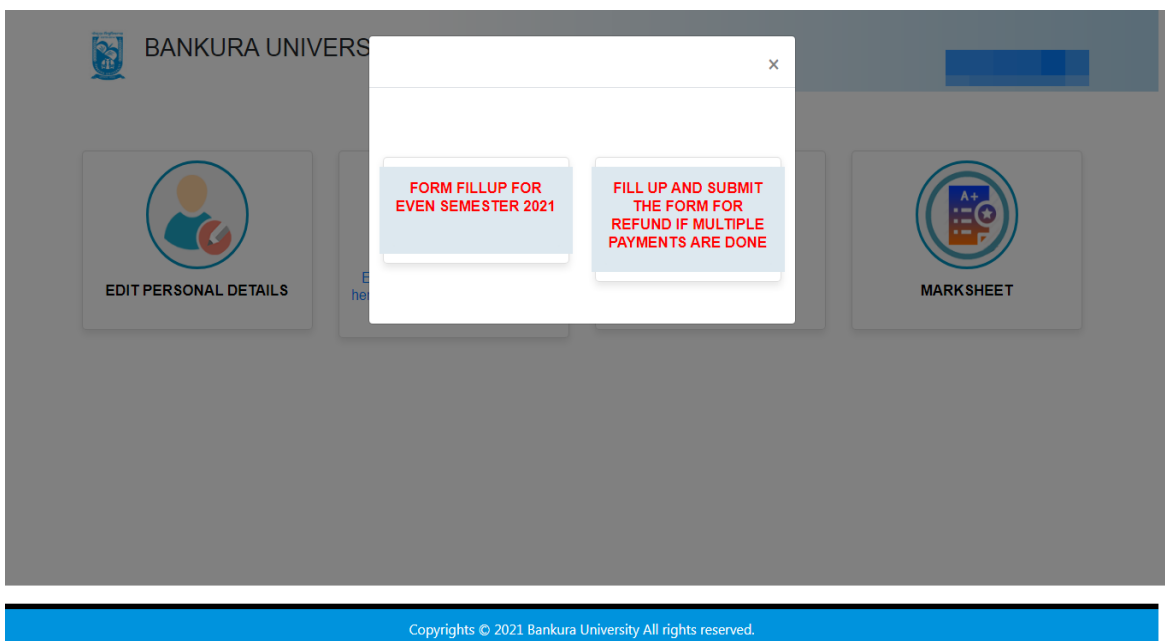 BANKURA UNIVERS
×
FORM FILLUP FOR
EVEN SEMESTER 2021
FILL UP AND SUBMIT
THE FORM FOR
REFUND IF MULTIPLE
PAYMENTS ARE DONE
EDIT PERSONAL DETAILS
E
her
A+
MARKSHEET
Copyrights © 2021 Bankura University All rights reserved.